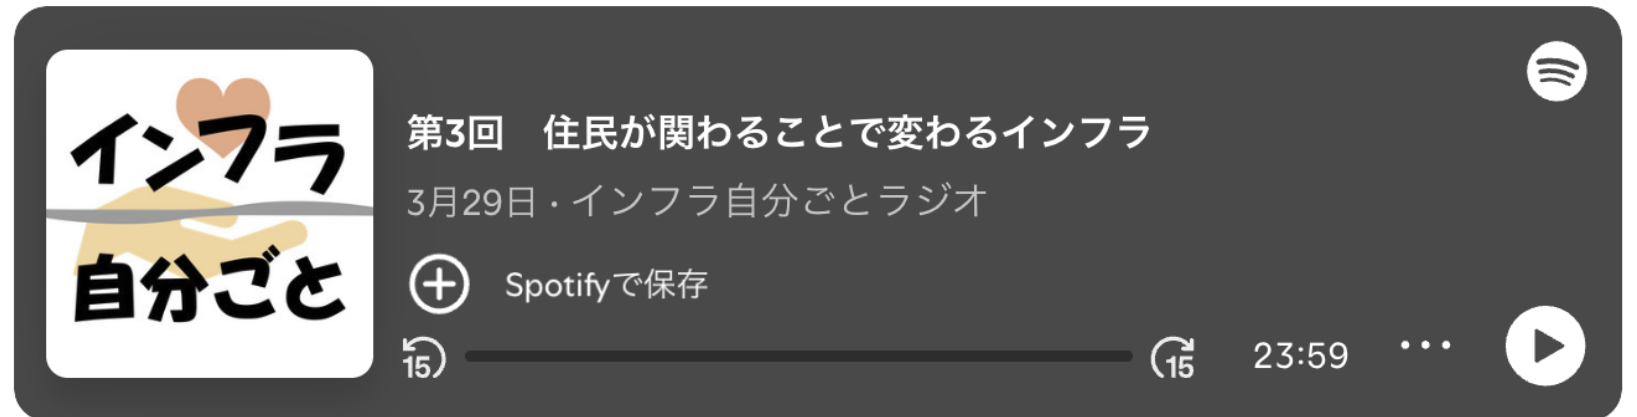 インフラ
自分ごと
第3回　住民が関わることで変わるインフラ
3月29日・インフラ自分ごとラジオ
Spotifyで保存
15
15
23:59